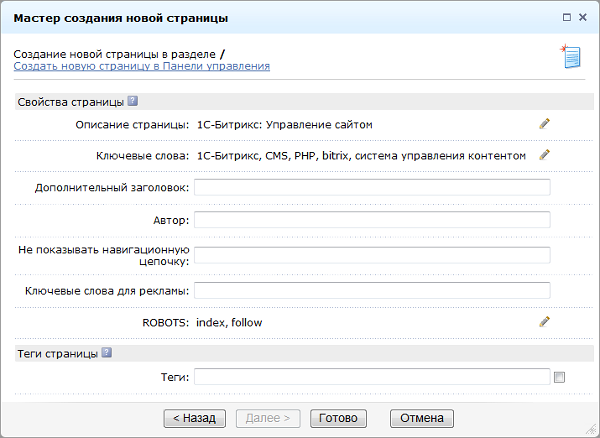 Мастер создания новой страницы
Создание новой страницы в разделе /
Создать новую страницу в Панели управления
Свойства страницы ?
Описание страницы: 1С-Битрикс: Управление сайтом
Ключевые слова: 1С-Битрикс, CMS, PHP, bitrix, система управления контентом
Дополнительный заголовок:
Автор:
Не показывать навигационную
цепочку:
Ключевые слова для рекламы:
ROBOTS: index, follow
Теги страницы ?
Теги:
< Назад Далее > Готово Отмена